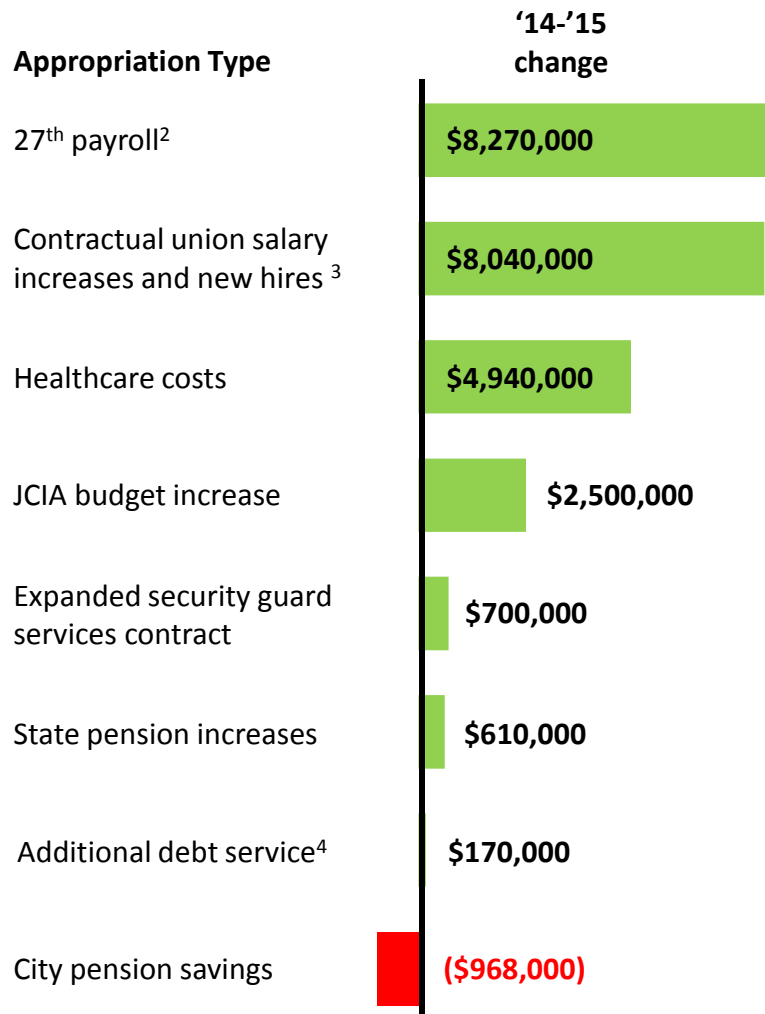 Appropriation Type
‘14-’15
change
27th payroll2
$8,270,000
Contractual union salary
increases and new hires 3
$8,040,000
Healthcare costs
$4,940,000
JCIA budget increase
$2,500,000
Expanded security guard
services contract
$700,000
State pension increases
$610,000
Additional debt service4
$170,000
City pension savings
($968,000)